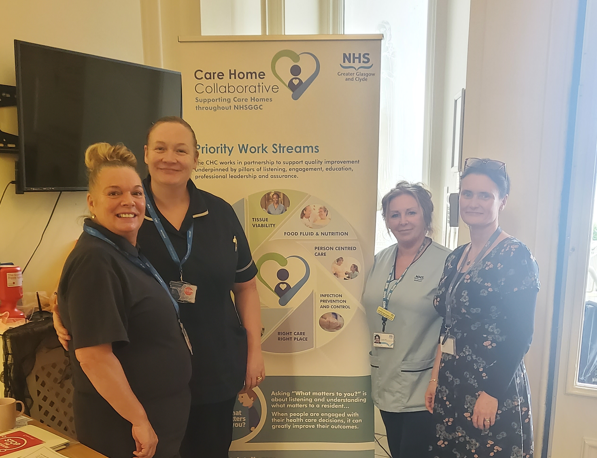 Care Home
Collaborative
Supporting Care Homes
throughout NHSGGC
NHS
Greater Glasgow
and Clyde
Priority Work Streams
The CHC works in partnership to support quality improvement
underpinned by pillars of listening, engagement, education,
professional leadership and assurance.
TISSUE
VIABILITY
FOOD FLUID & NUTRITION
PERSON CENTRED
CARE
INFECTION
PREVENTION
AND CONTROL
RIGHT CARE
RIGHT PLACE
NHS
Asking "What matters to you?"
is about listening and understanding
what matters to a resident...
When people are engaged with
their health care decisions, it can
greatly improve their outcomes.